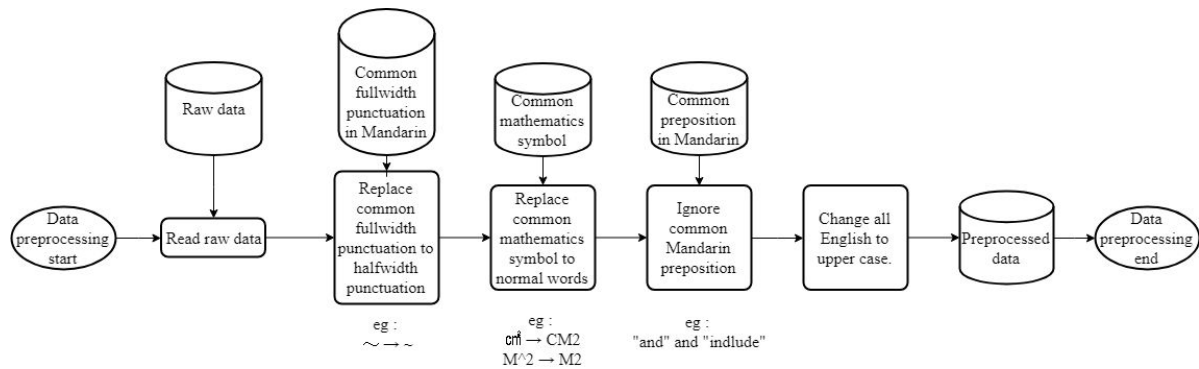 Data
preprocessing
start
Raw data
Read raw data
Common
fullwidth
punctuation
in Mandarin
Replace
common
fullwidth
punctuation to
halfwidth
punctuation
eg :
～ → ~
Common
mathematics
symbol
Replace
common
mathematics
symbol to
normal words
eg :
㎠ → CM2
M^2 → M2
Common
preposition
in Mandarin
Ignore
common
Mandarin
preposition
eg :
"and" and "indlude"
Change all
English to
upper case.
Preprocessed
data
Data
preprocessing
end